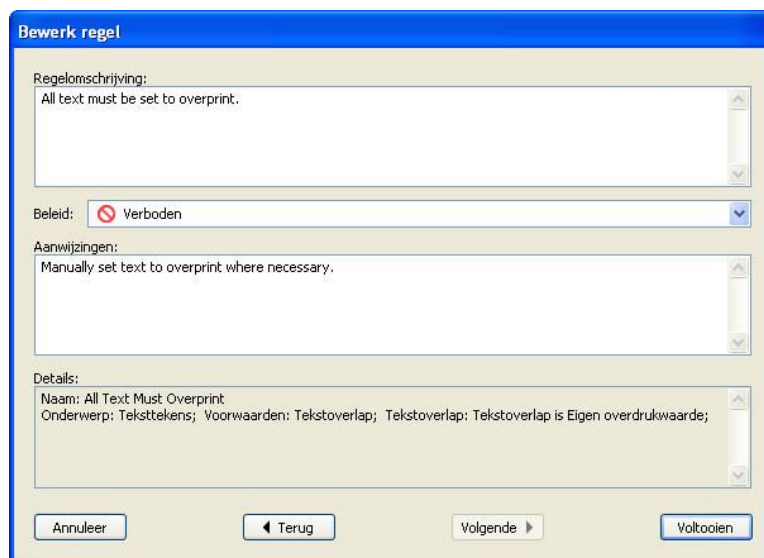 Bewerk regel
Regelomschrijving:
All text must be set to overprint.
Beleid: Verboden
Aanwijzingen:
Manually set text to overprint where necessary.
Details:
Naam: All Text Must Overprint
Onderwerp: Teksttekens; Voorwaarden: Tekstoverlap; Tekstoverlap: Tekstoverlap is Eigen overdrukwaarde;
Annuleer Terug Volgende Voltooien